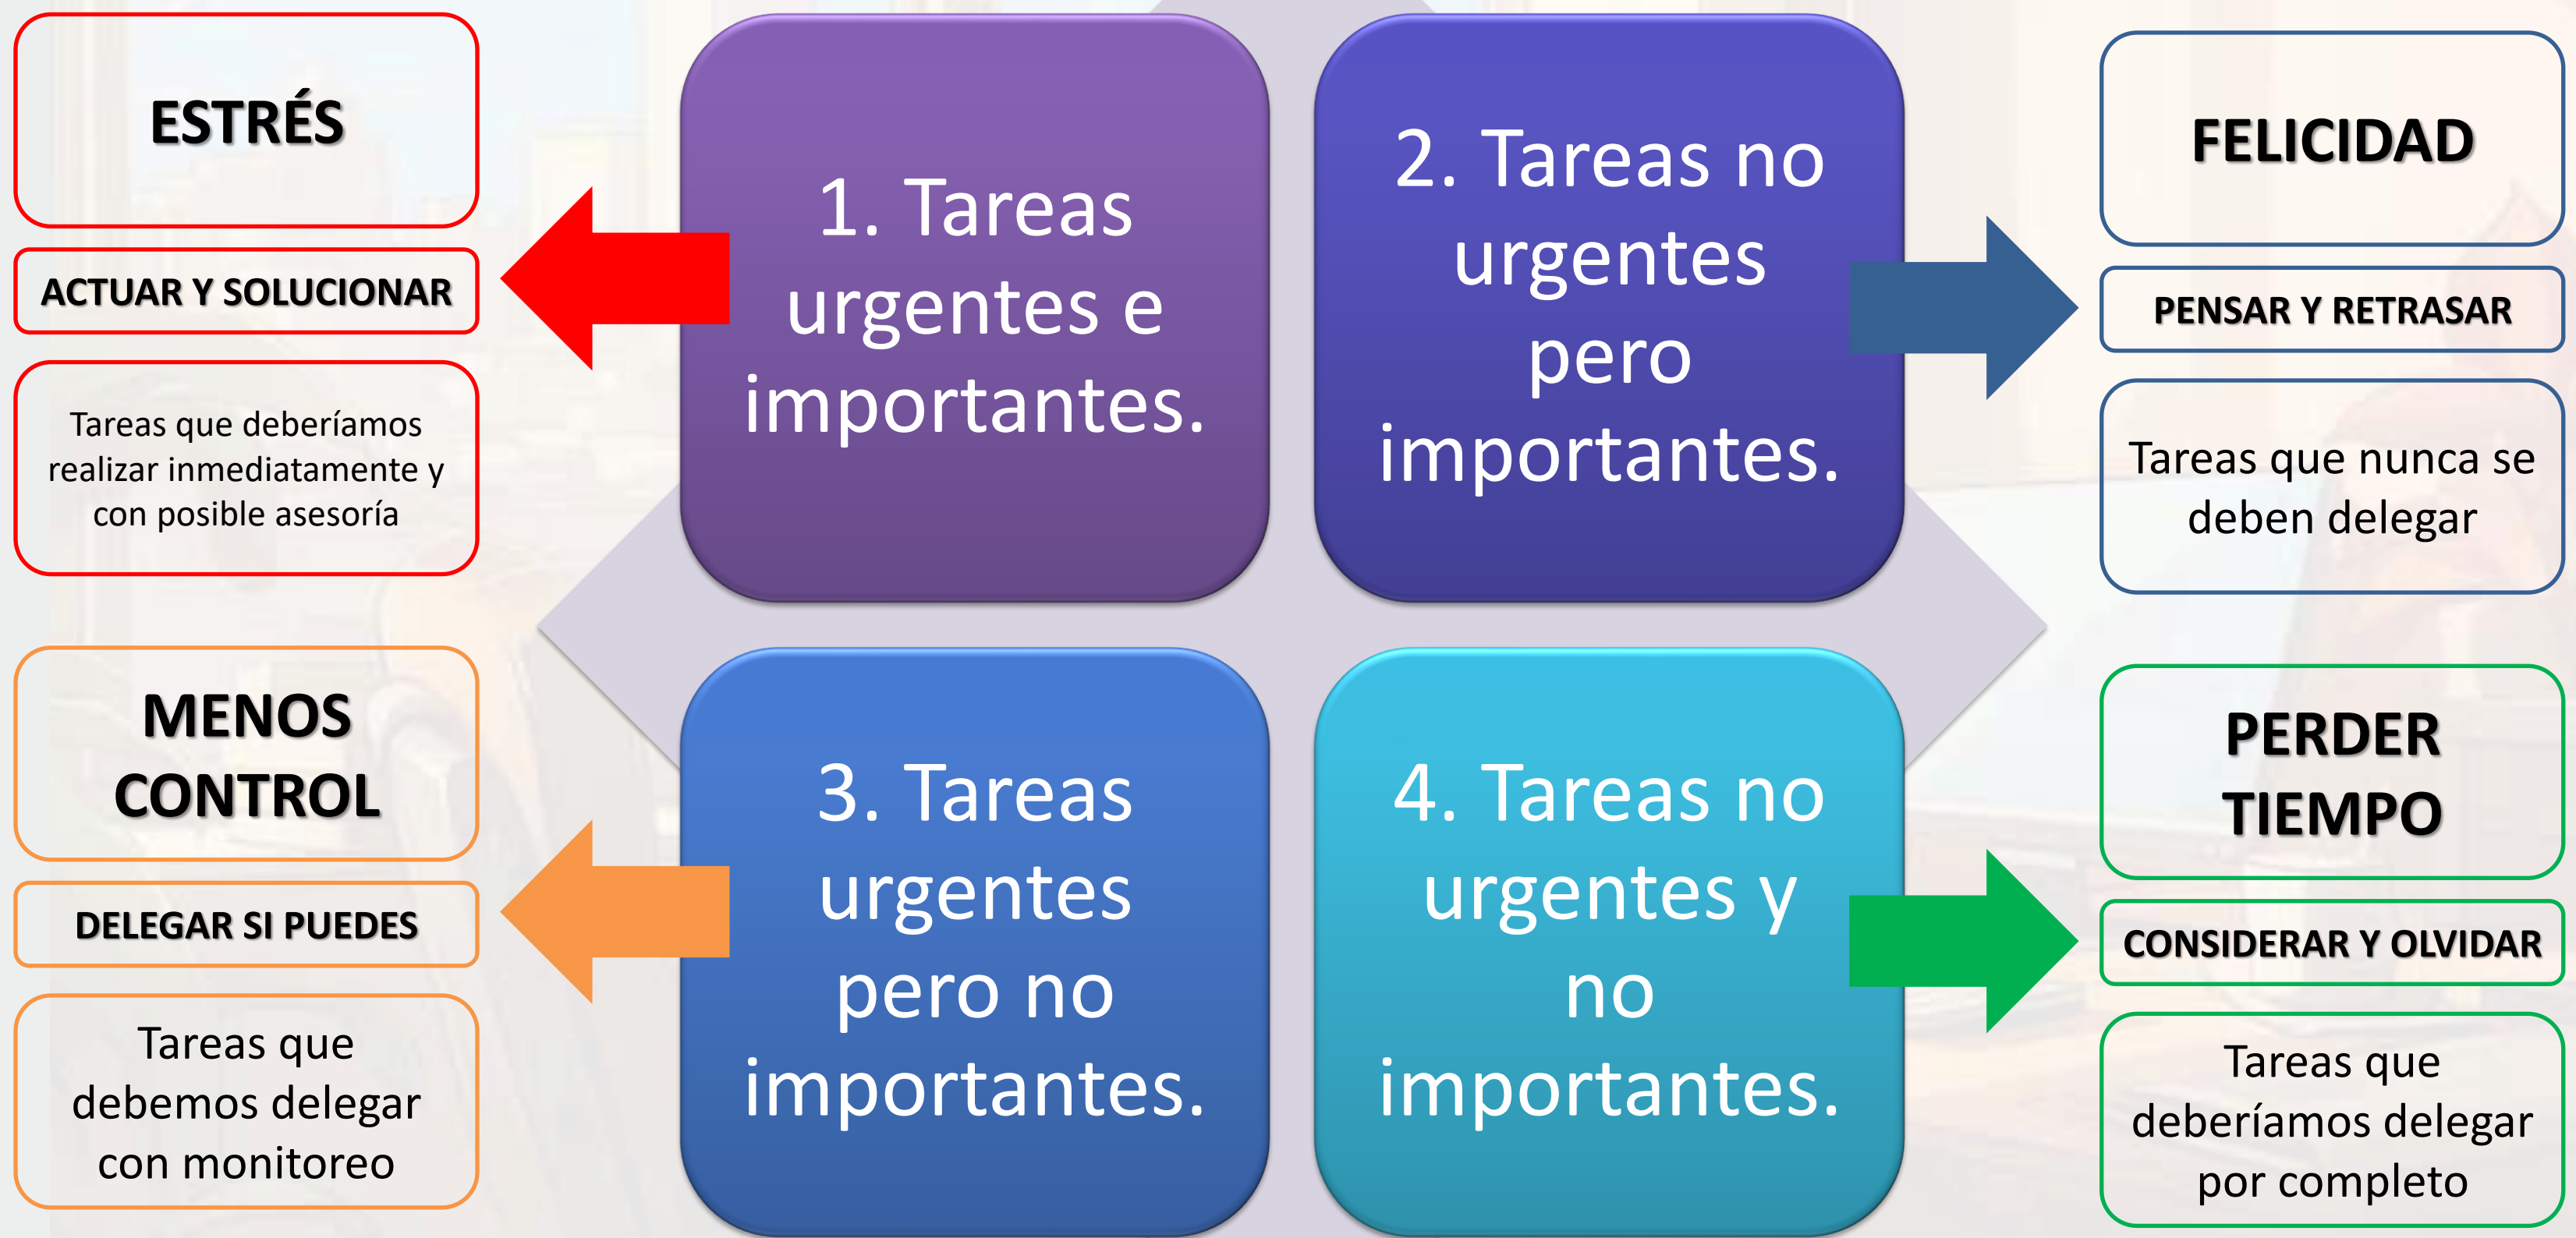 ESTRÉS
ACTUAR Y SOLUCIONAR
Tareas que deberíamos
realizar inmediatamente y
con posible asesoría
1. Tareas
urgentes e
importantes.
2. Tareas no
urgentes
pero
importantes.
FELICIDAD
PENSAR Y RETRASAR
Tareas que nunca se
deben delegar
MENOS
CONTROL
DELEGAR SI PUEDES
Tareas que
debemos delegar
con monitoreo
3. Tareas
urgentes
pero no
importantes.
4. Tareas no
urgentes y
no
importantes.
PERDER
TIEMPO
CONSIDERAR Y OLVIDAR
Tareas que
deberíamos delegar
por completo